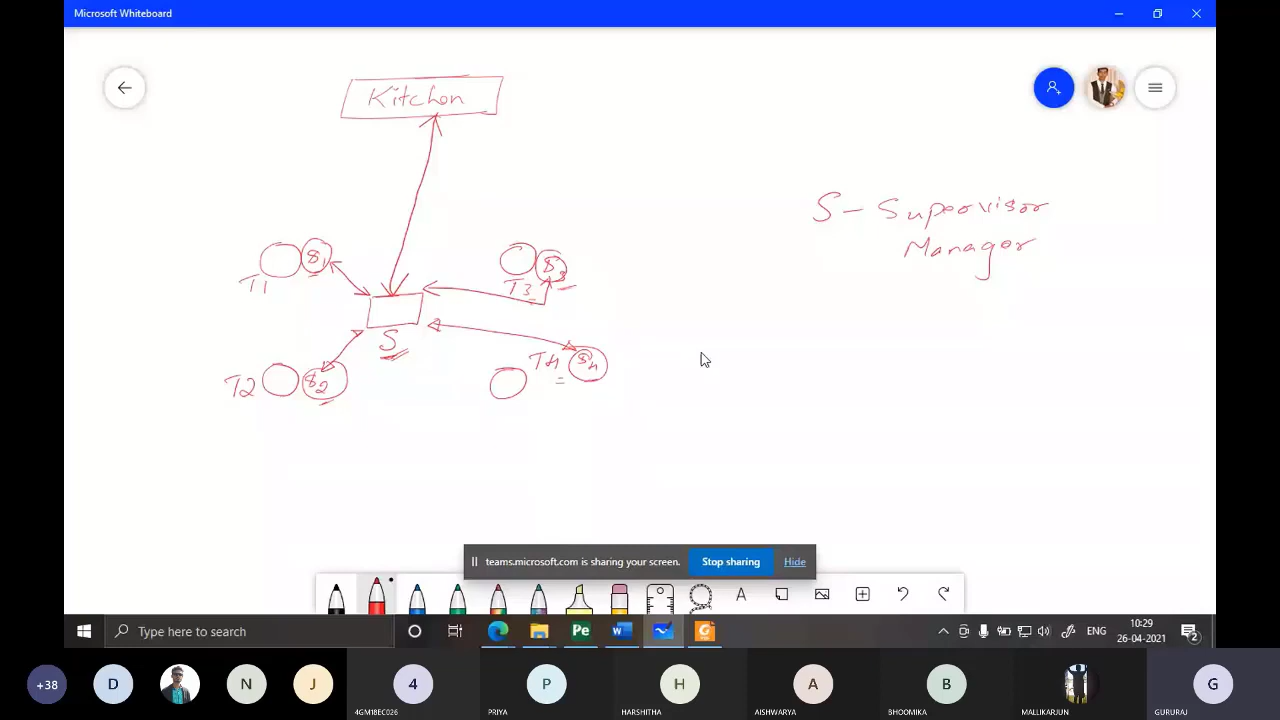 Microsoft Whiteboard
Kitchen
S - Supervisor
Manager
T1
S1
T3
S3
S
T2
S2
T4
S4
teams.microsoft.com is sharing your screen.
Stop sharing
Hide
A
Type here to search
Pe
ENG
10:29
26-04-2021
2
+38
D
N
J
4
P
H
A
B
G
4GM18EC026
PRIYA
HARSHITHA
AISHWARYA
BHOOMIKA
MALLIKARJUN
GURURAJ